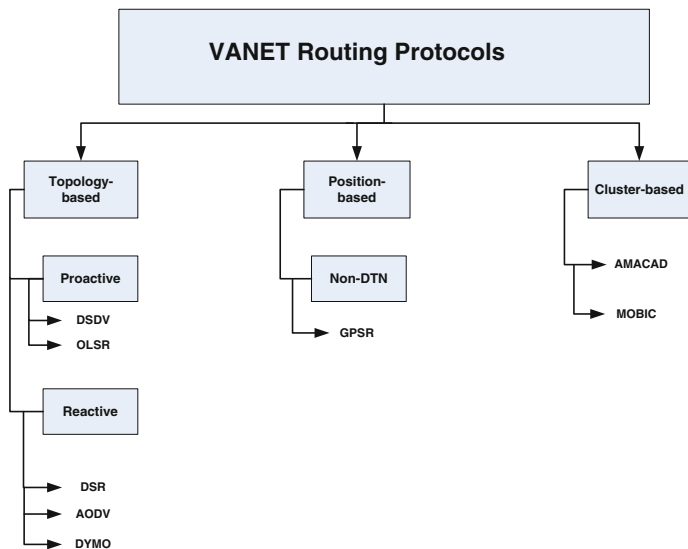 VANET Routing Protocols
Topology-
based
Proactive
DSDV
OLSR
Reactive
DSR
AODV
DYMO
Position-
based
Non-DTN
GPSR
Cluster-based
AMACAD
MOBIC